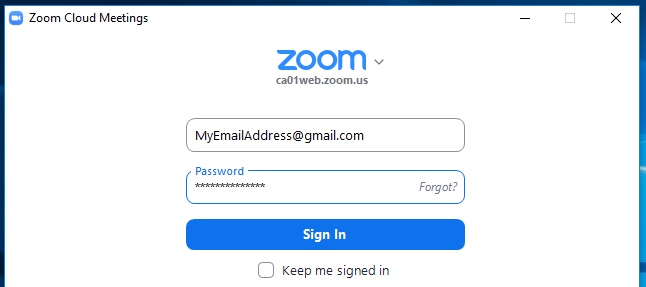 Zoom Cloud Meetings
zoom
ca01web.zoom.us
MyEmailAddress@gmail.com
Password
************** Forgot?
Sign In
Keep me signed in